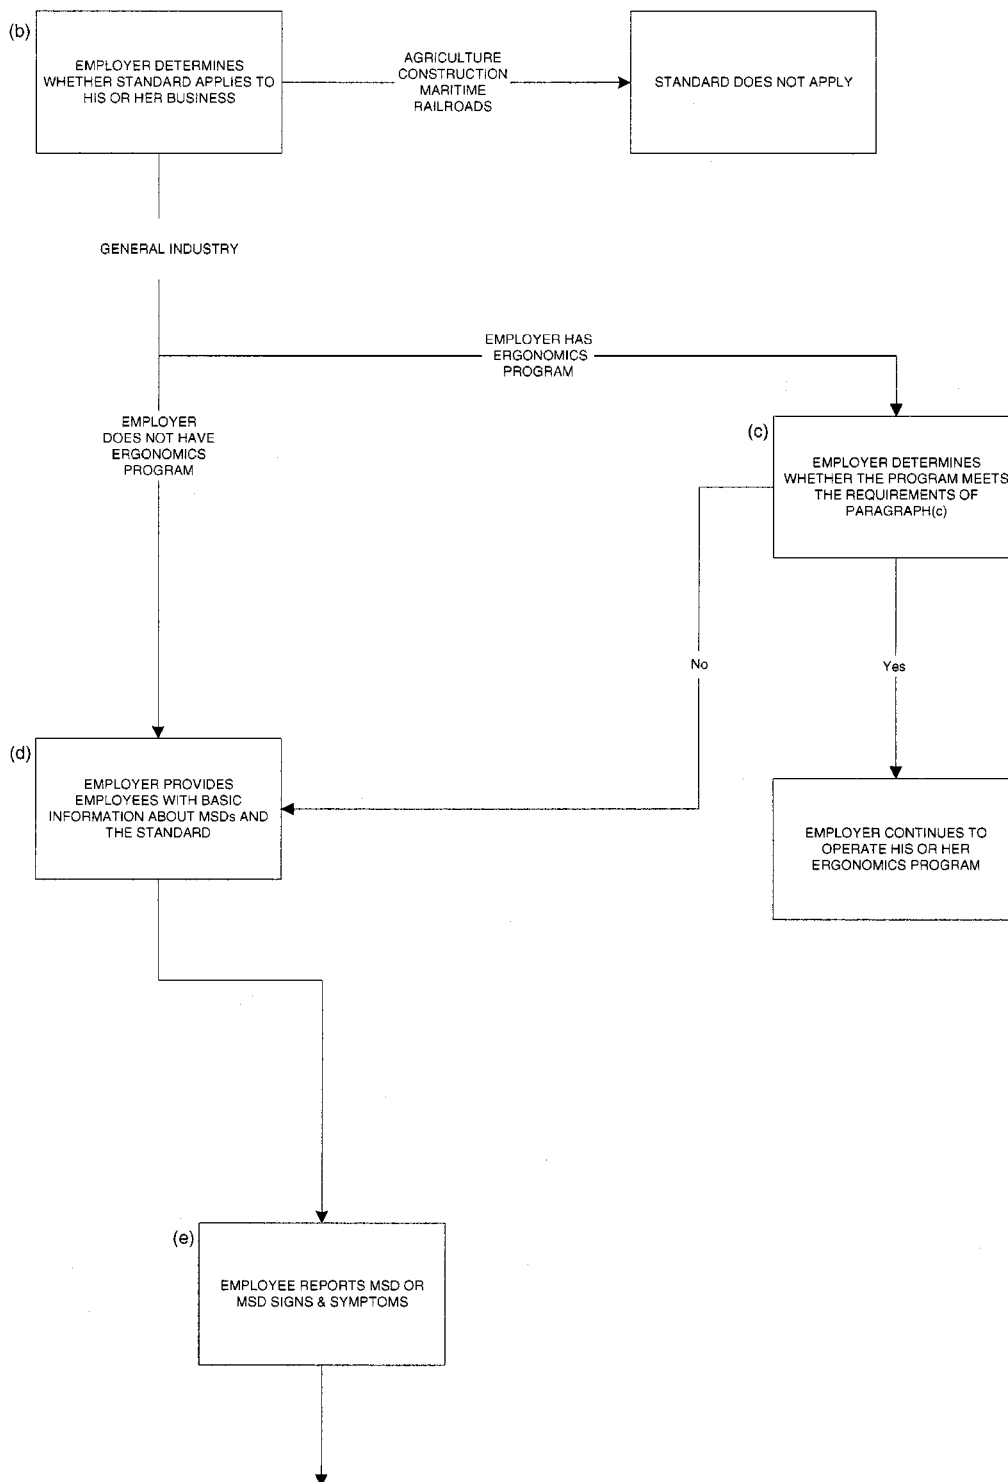 (b)
EMPLOYER DETERMINES
WHETHER STANDARD APPLIES TO
HIS OR HER BUSINESS
AGRICULTURE
CONSTRUCTION
MARITIME
RAILROADS
STANDARD DOES NOT APPLY
GENERAL INDUSTRY
EMPLOYER HAS
ERGONOMICS
PROGRAM
EMPLOYER
DOES NOT HAVE
ERGONOMICS
PROGRAM
(c)
EMPLOYER DETERMINES
WHETHER THE PROGRAM MEETS
THE REQUIREMENTS OF
PARAGRAPH(c)
No
Yes
(d)
EMPLOYER PROVIDES
EMPLOYEES WITH BASIC
INFORMATION ABOUT MSDs AND
THE STANDARD
EMPLOYER CONTINUES TO
OPERATE HIS OR HER
ERGONOMICS PROGRAM
(e)
EMPLOYEE REPORTS MSD OR
MSD SIGNS & SYMPTOMS